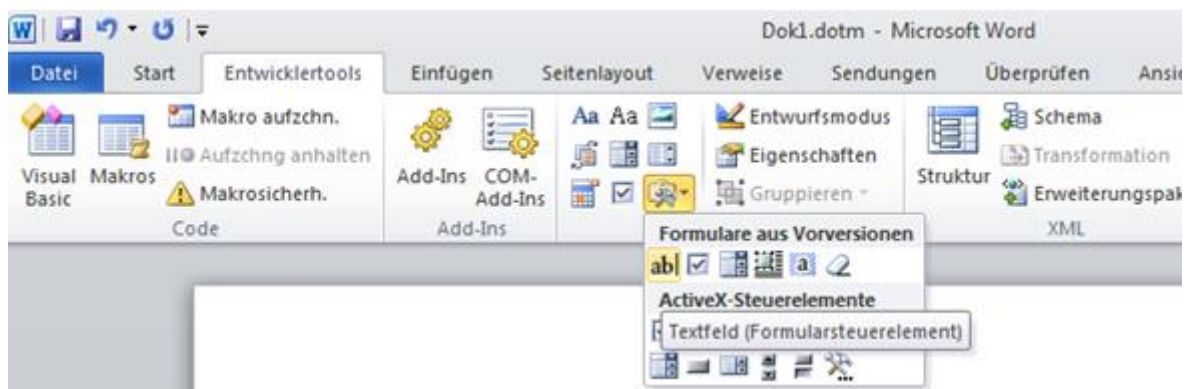 Dok1.dotm - Microsoft Word
Datei Start Entwicklertools Einfügen Seitenlayout Verweise Sendungen Überprüfen
Visual Basic
Makros
Makro aufzchn.
Aufzchng anhalten
Makrosicherh.
Code
Add-Ins
COM-
Add-Ins
Add-Ins
Aa Aa
Entwurfsmodus
Eigenschaften
Gruppieren
Struktur
Schema
Transformation
Erweiterungspak
XML
Formulare aus Vorversionen
ab|
a
ActiveX-Steuerelemente
Textfeld (Formularsteuerelement)